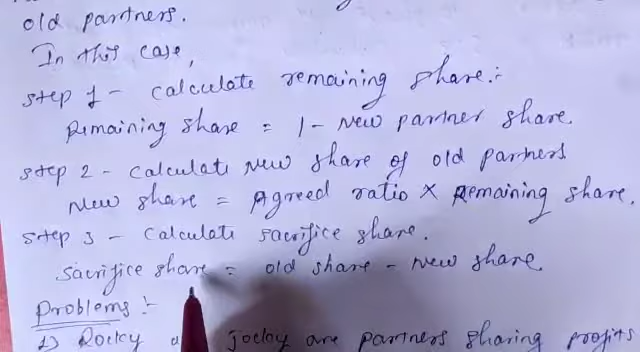 old partners.
In this case,
Step 1 - calculate remaining share :-
Remaining share = 1 - New partner share.
Step 2 - calculate New share of old partners
New share = Agreed ratio × Remaining share.
Step 3 - calculate sacrifice share.
Sacrifice share = old share - New share.
Problems :-
1) Rocky jocky are partners sharing profits